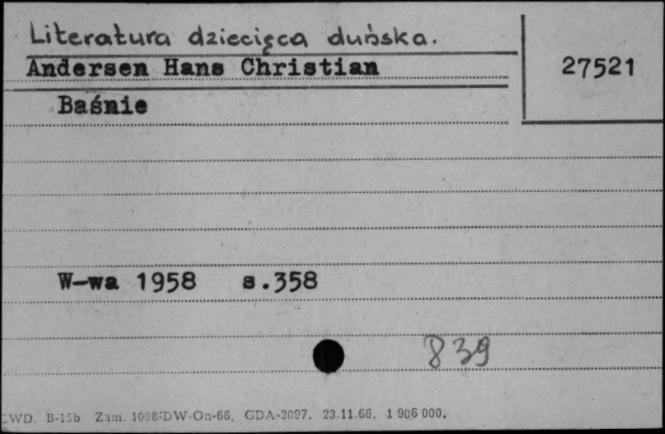 Literatura dziecięca duńska.
Andersen Hans Christian
27521
Baśnie
W-wa 1958 s.358
839
LWD. B-15b Zam. 1008-DW-On-66. GDA-3097. 23.11.66. 1 906 000.